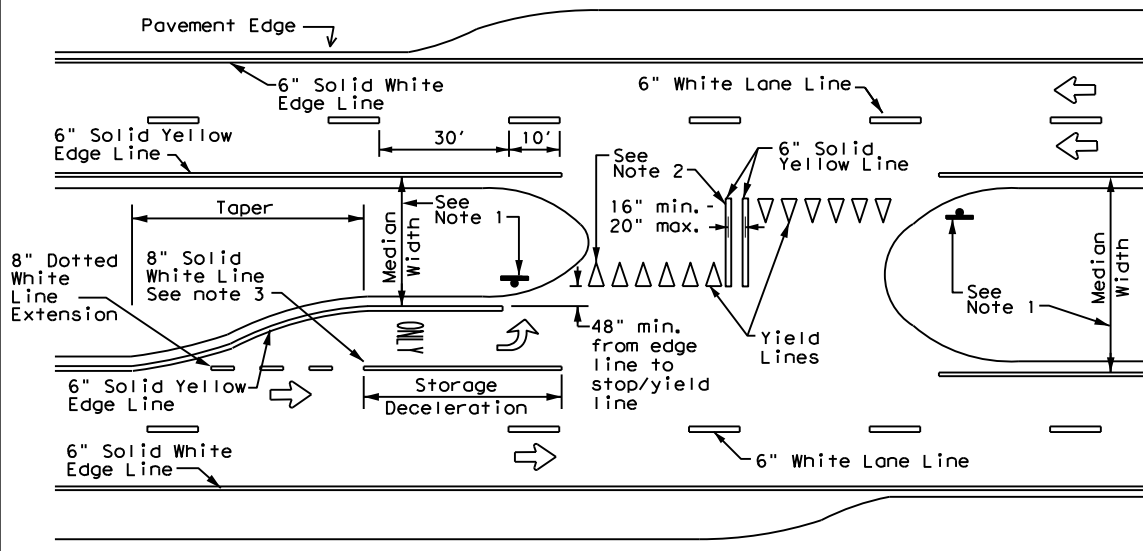 Pavement Edge
6" Solid White
Edge Line
6" White Lane Line
6" Solid Yellow
Edge Line
30'
10'
See
Note 2
6" Solid
Yellow Line
Taper
See
Note 1
16" min.
20" max.
Median
Width
8" Dotted
White
Line
Extension
8" Solid
White Line
See note 3
ONLY
48" min.
from edge
line to
stop/yield
line
Yield
Lines
See
Note 1
Median
Width
6" Solid Yellow
Edge Line
Storage
Deceleration
6" Solid White
Edge Line
6" White Lane Line